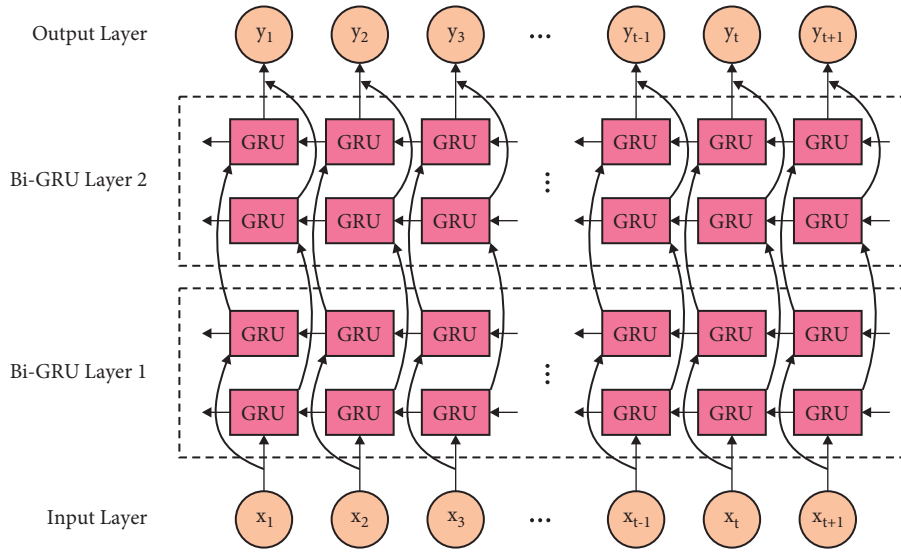 Output Layer y1 y2 y3 ... yt-1 yt yt+1
GRU GRU GRU GRU GRU GRU
Bi-GRU Layer 2 ⋮ ⋮
GRU GRU GRU GRU GRU GRU
GRU GRU GRU GRU GRU GRU
Bi-GRU Layer 1 ⋮ ⋮
GRU GRU GRU GRU GRU GRU
Input Layer x1 x2 x3 ... xt-1 xt xt+1